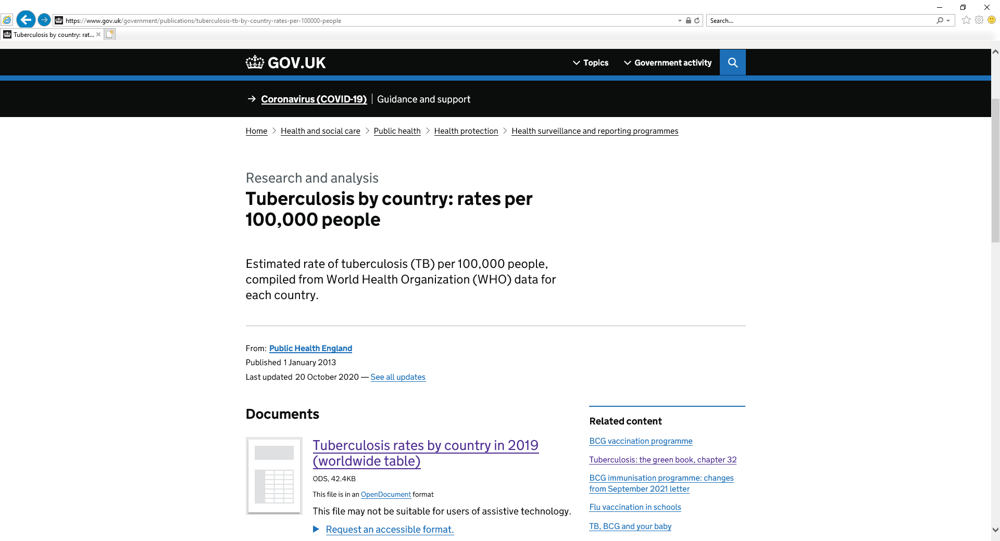 https://www.gov.uk/government/publications/tuberculosis-tb-by-country-rates-per-100000-people
Search...
Tuberculosis by country: rat...
GOV.UK
Topics
Government activity
Coronavirus (COVID-19) Guidance and support
Home
Health and social care
Public health
Health protection
Health surveillance and reporting programmes
Research and analysis
Tuberculosis by country: rates per
100,000 people
Estimated rate of tuberculosis (TB) per 100,000 people,
compiled from World Health Organization (WHO) data for
each country.
From: Public Health England
Published 1 January 2013
Last updated 20 October 2020 — See all updates
Documents
Tuberculosis rates by country in 2019
(worldwide table)
ODS, 42.4KB
This file is in an OpenDocument format
This file may not be suitable for users of assistive technology.
Request an accessible format.
Related content
BCG vaccination programme
Tuberculosis: the green book, chapter 32
BCG immunisation programme: changes
from September 2021 letter
Flu vaccination in schools
TB, BCG and your baby